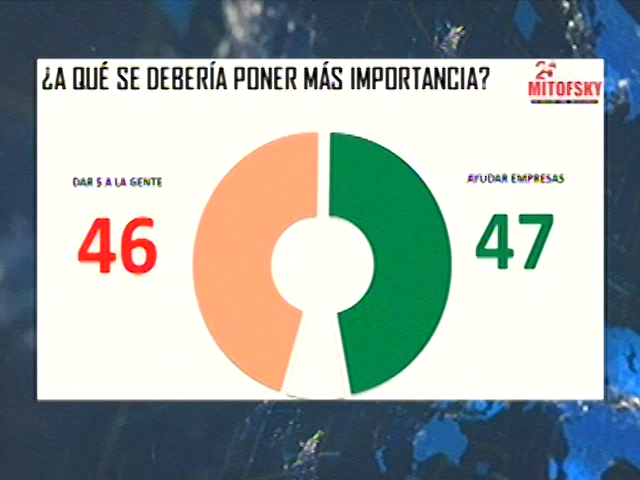 ¿A QUÉ SE DEBERÍA PONER MÁS IMPORTANCIA?
MITOFSKY
DAR $ A LA GENTE
46
AYUDAR EMPRESAS
47